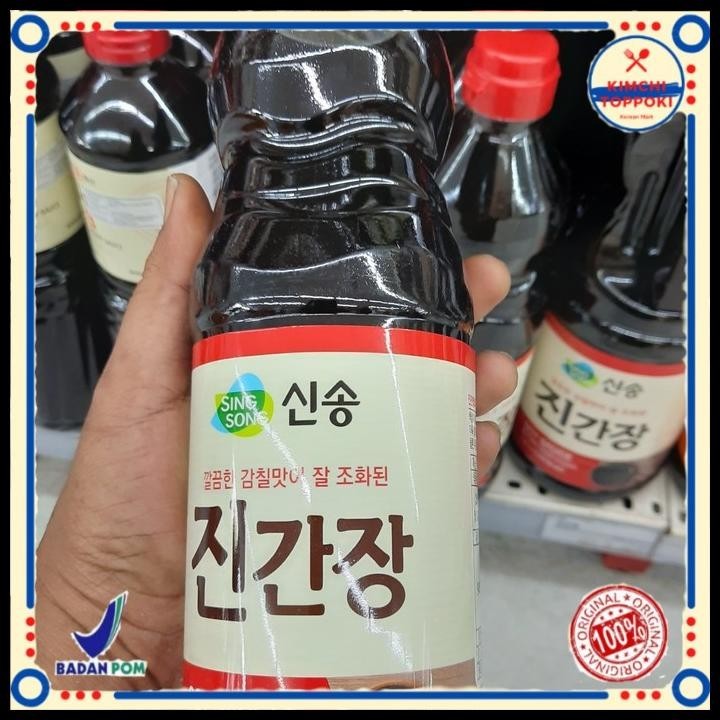 KIMCHI
TOPPOKI
Korean Mart
SING
SONG
신송
깔끔한 감칠맛이 잘 조화된
진간장
신송
진간장
BADAN POM
ORIGINAL
100%
ORIGINAL